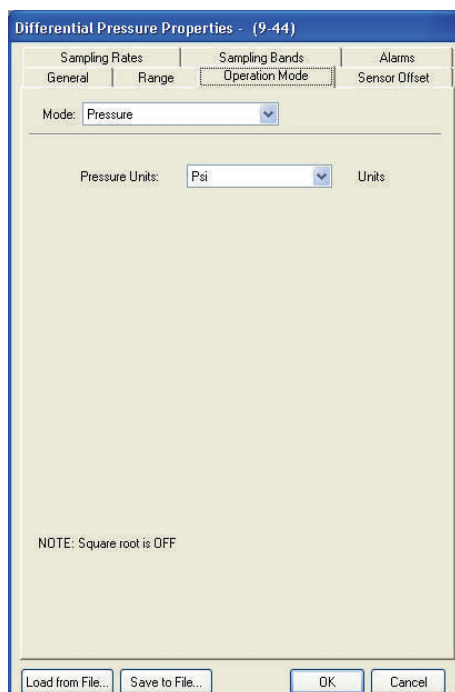 Differential Pressure Properties - (9-44)
Sampling Rates Sampling Bands Alarms
General Range Operation Mode Sensor Offset
Mode: Pressure
Pressure Units: Psi Units
NOTE: Square root is OFF
Load from File... Save to File... OK Cancel